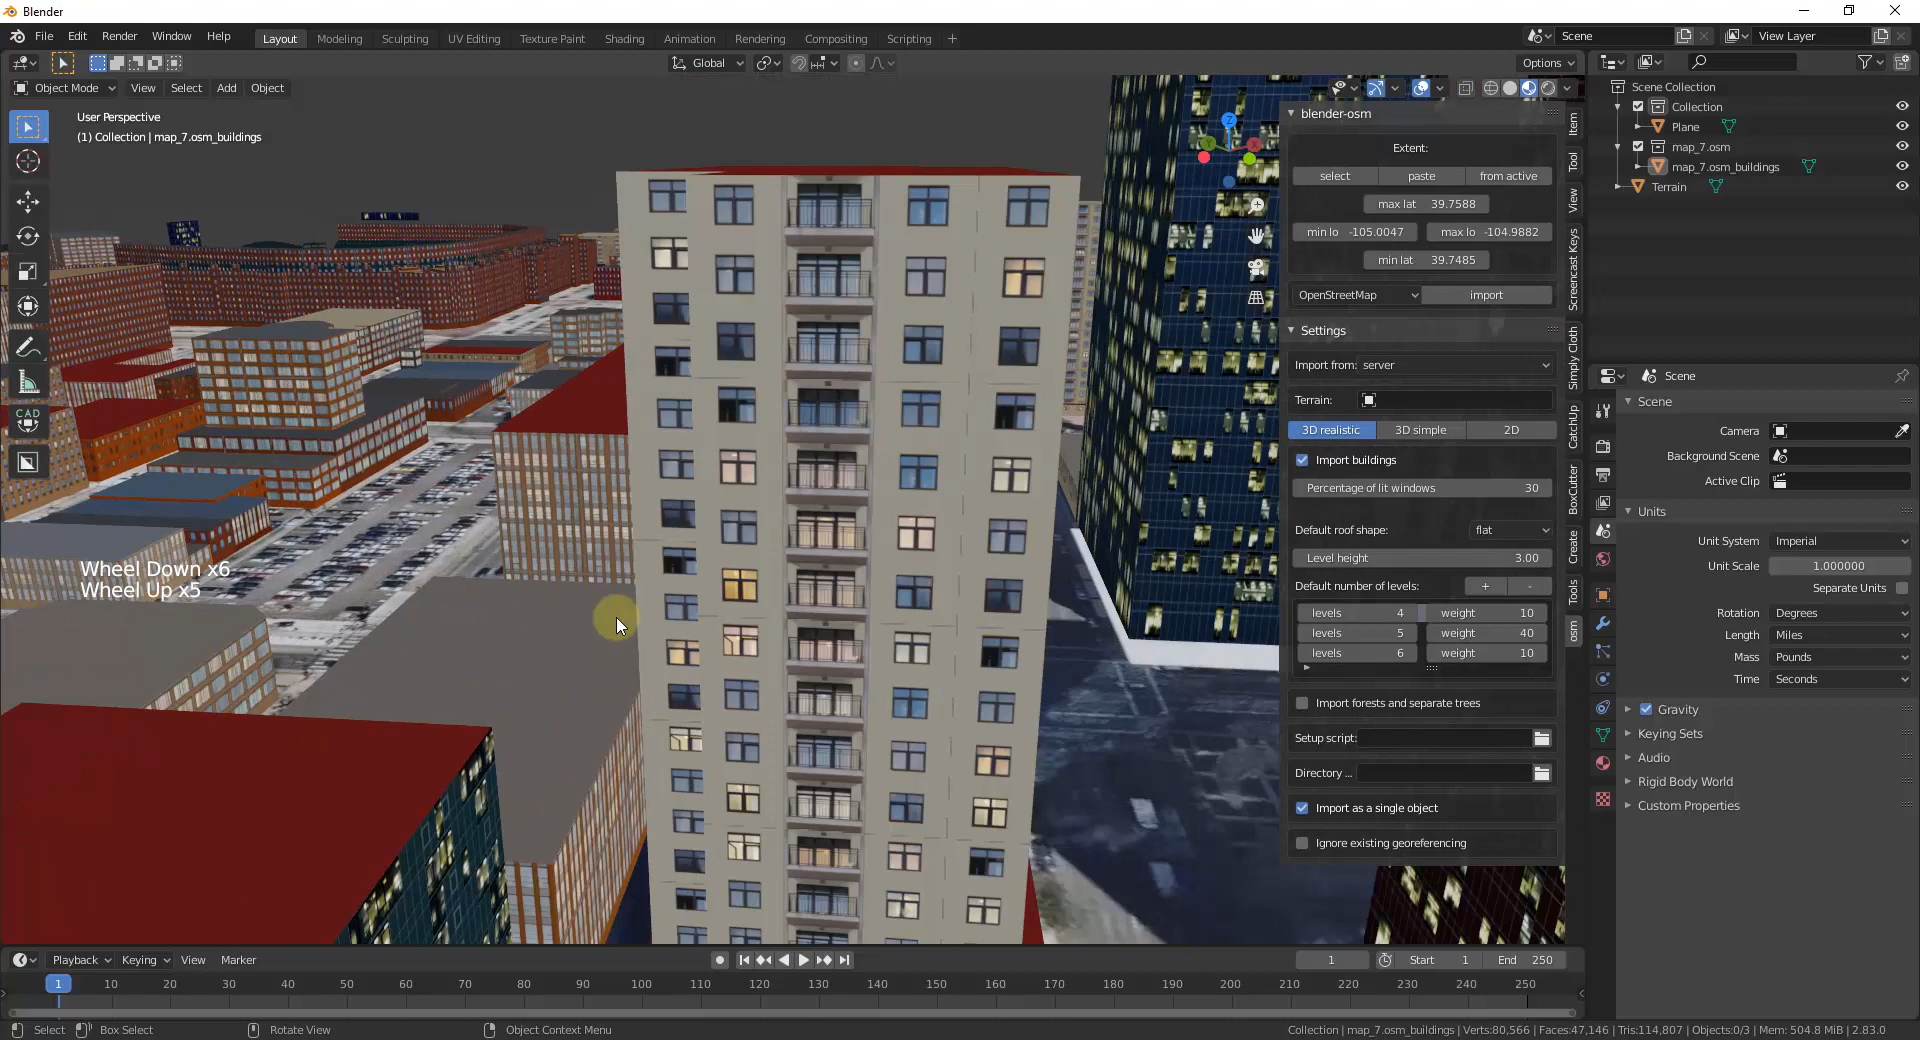 Blender
File Edit Render Window Help
Layout Modeling Sculpting UV Editing Texture Paint Shading Animation Rendering Compositing Scripting +
Scene
View Layer
Global
Options
Object Mode View Select Add Object
User Perspective
(1) Collection | map_7.osm_buildings
CAD
Wheel Down x6
Wheel Up x5
Z
Y
X
blender-osm
Extent:
select paste from active
max lat 39.7588
min lo -105.0047 max lo -104.9882
min lat 39.7485
OpenStreetMap import
Settings
Import from: server
Terrain:
3D realistic 3D simple 2D
Import buildings
Percentage of lit windows 30
Default roof shape: flat
Level height 3.00
Default number of levels: + -
levels 4 weight 10
levels 5 weight 40
levels 6 weight 10
Import forests and separate trees
Setup script:
Directory ...
Import as a single object
Ignore existing georeferencing
Item
Tool
View
Screencast Keys
Simply Cloth
CatchUp
BoxCutter
Create
Tools
osm
Scene Collection
Collection
Plane
map_7.osm
map_7.osm_buildings
Terrain
Scene
Scene
Camera
Background Scene
Active Clip
Units
Unit System Imperial
Unit Scale 1.000000
Separate Units
Rotation Degrees
Length Miles
Mass Pounds
Time Seconds
Gravity
Keying Sets
Audio
Rigid Body World
Custom Properties
Playback Keying View Marker
1 Start 1 End 250
1 10 20 30 40 50 60 70 80 90 100 110 120 130 140 150 160 170 180 190 200 210 220 230 240 250
Select Box Select Rotate View Object Context Menu
Collection | map_7.osm_buildings | Verts:80,566 | Faces:47,146 | Tris:114,807 | Objects:0/3 | Mem: 504.8 MiB | 2.83.0